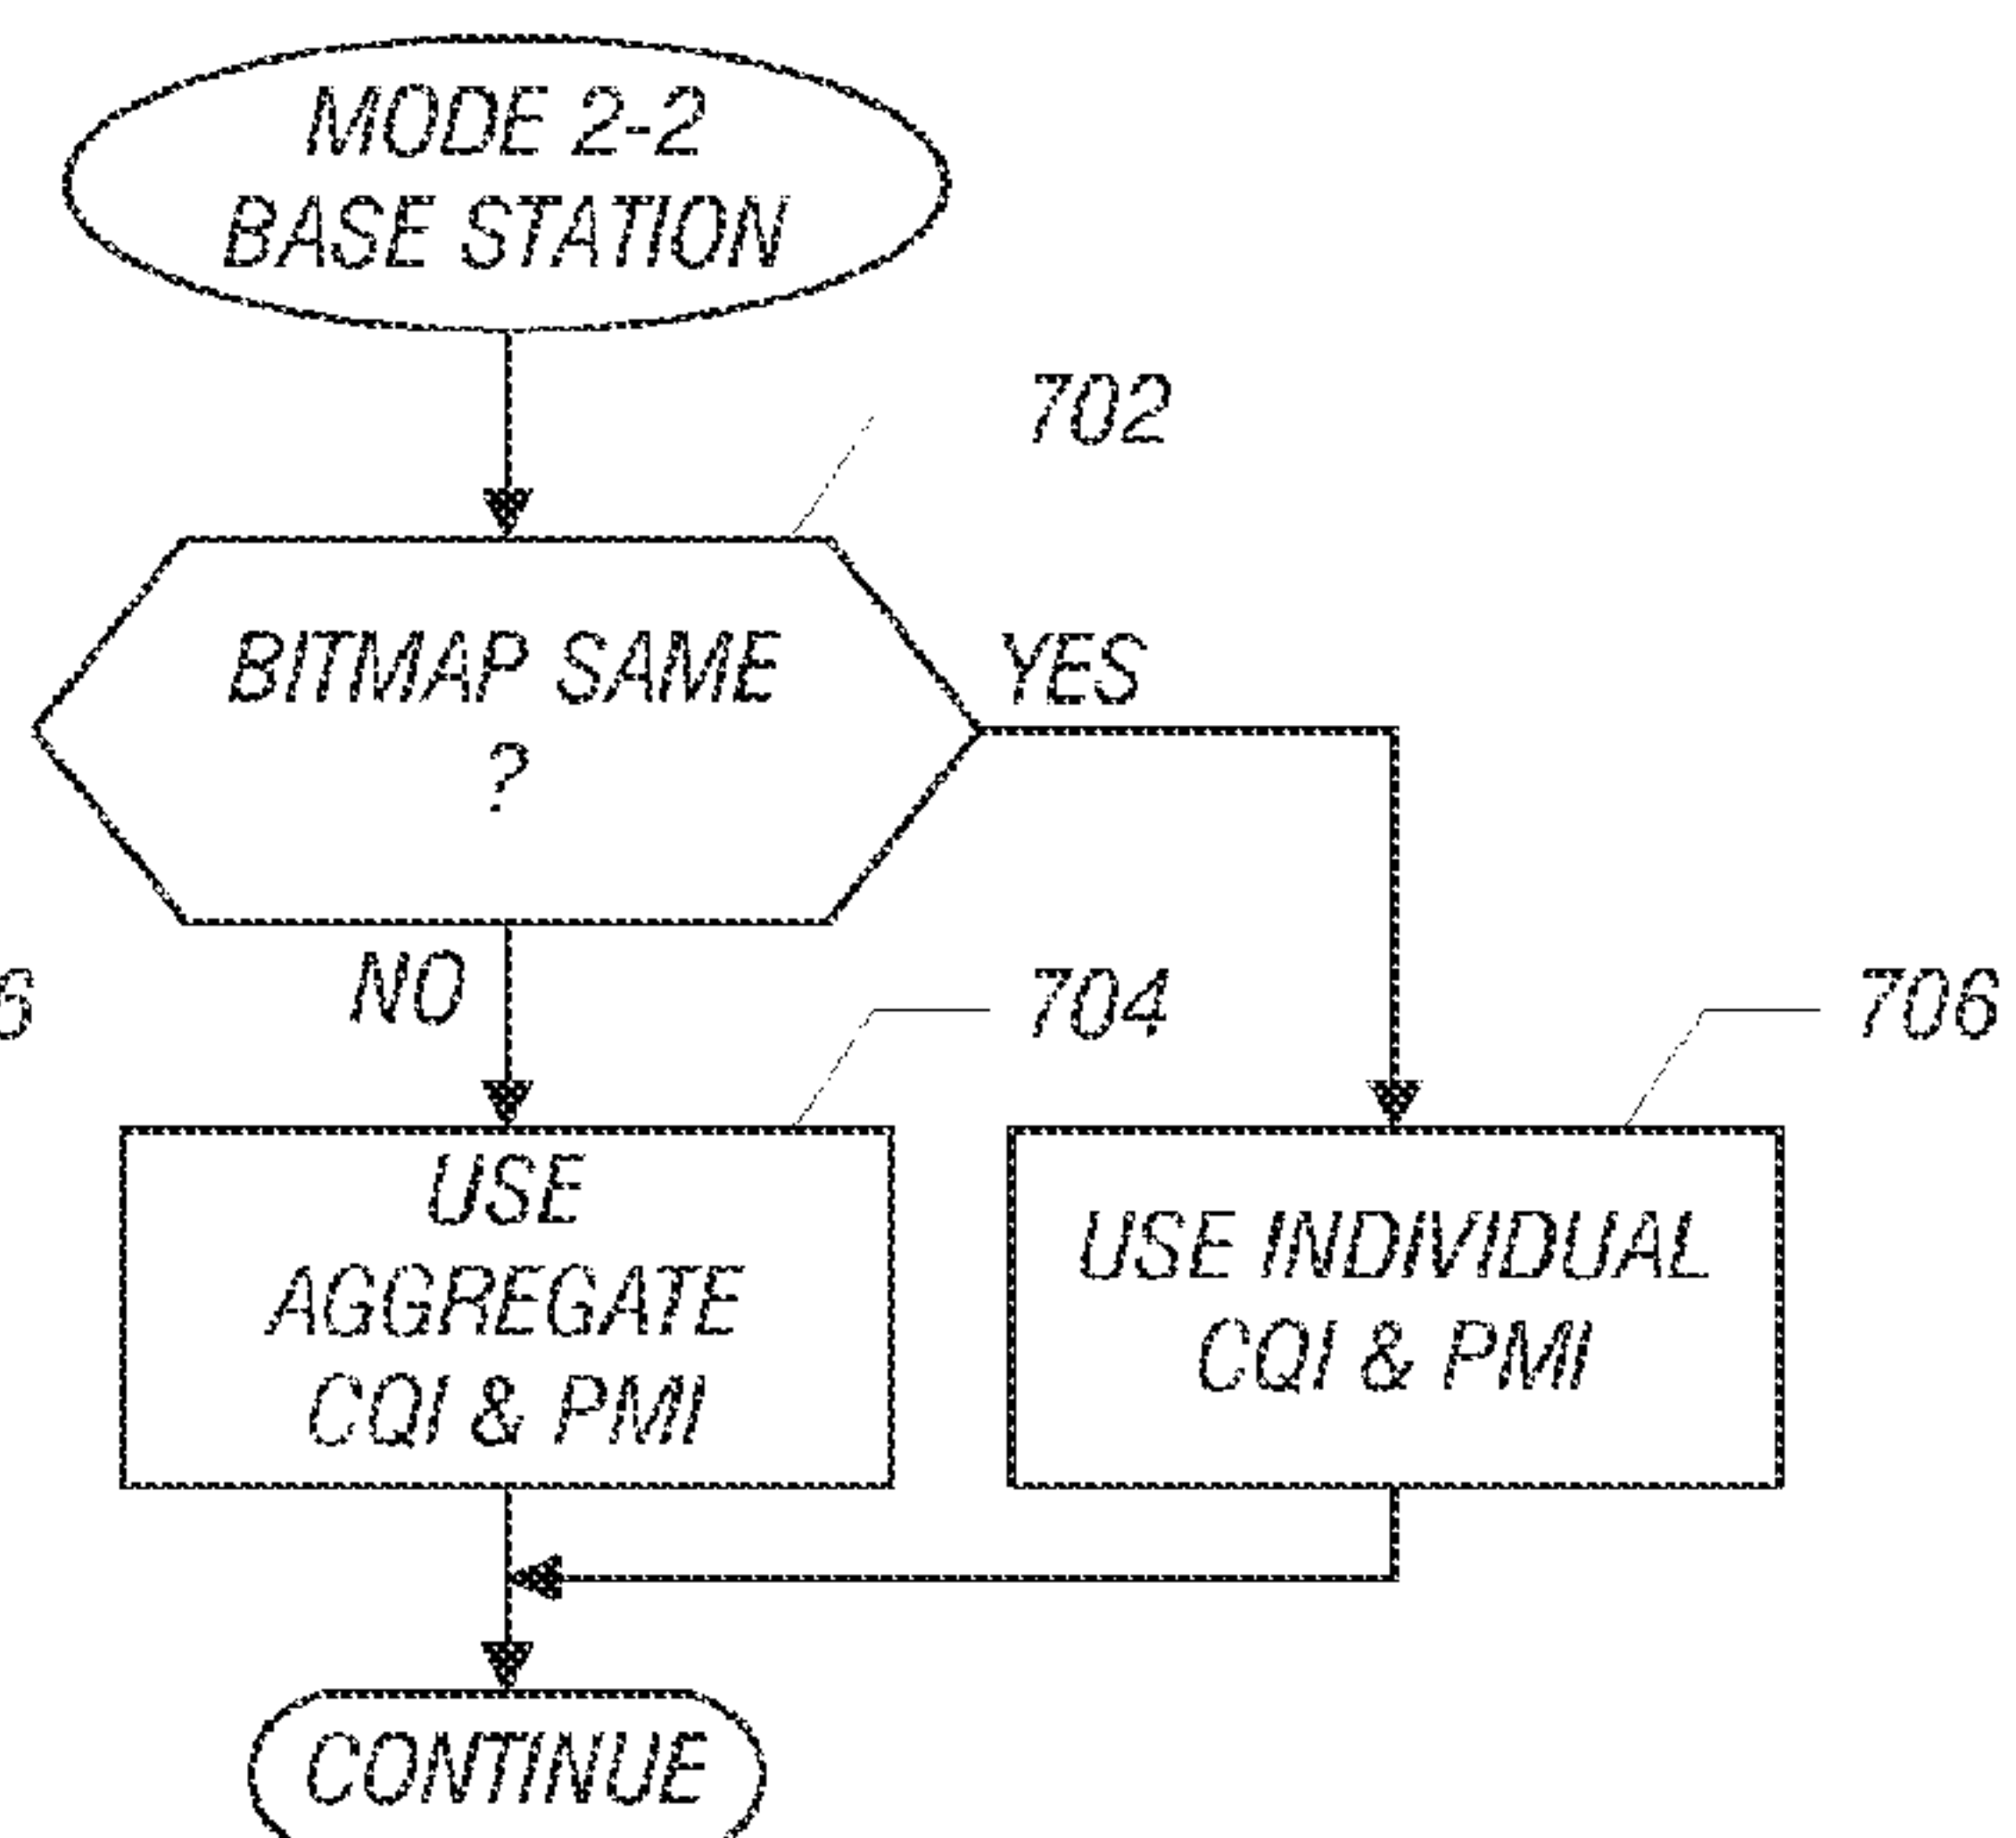 MODE 2-2
BASE STATION
702
BITMAP SAME
?
YES
NO
6
704
706
USE
AGGREGATE
CQI & PMI
USE INDIVIDUAL
CQI & PMI
CONTINUE